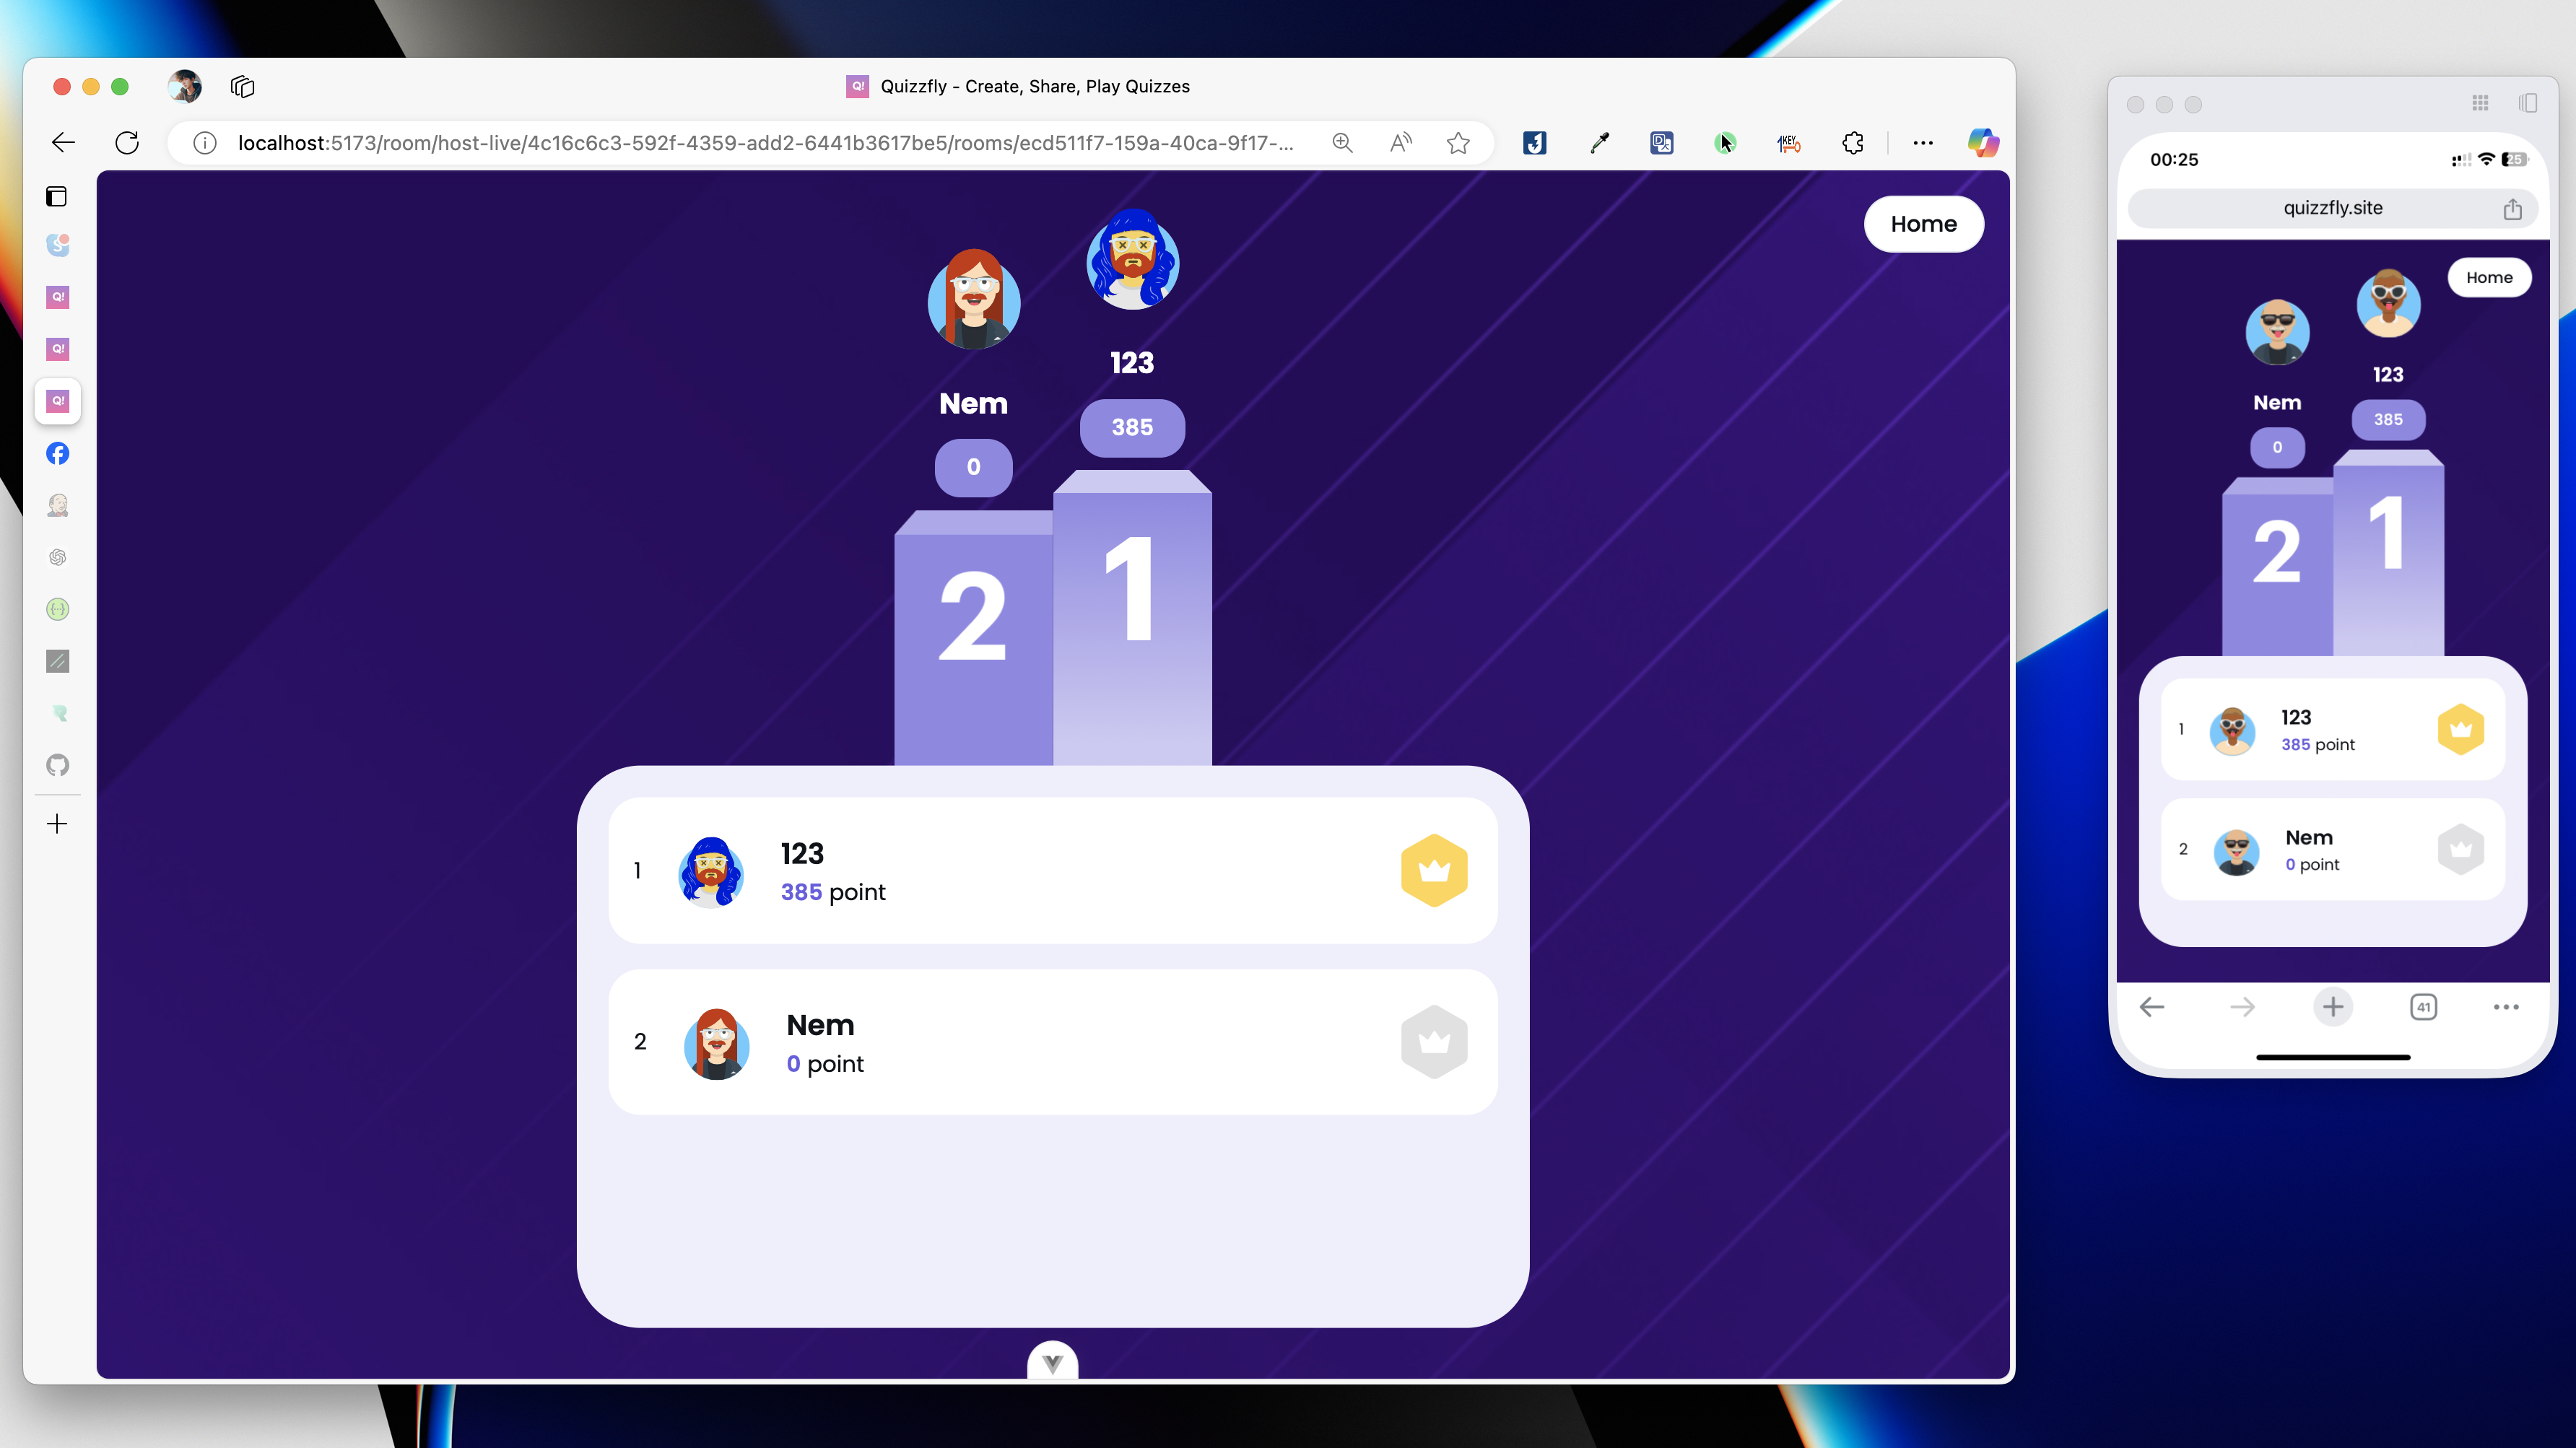 Q! Quizzfly - Create, Share, Play Quizzes
localhost:5173/room/host-live/4c16c6c3-592f-4359-add2-6441b3617be5/rooms/ecd511f7-159a-40ca-9f17-...
Q!
Q!
Q!
Home
123
Nem
385
0
2
1
1
123
385 point
2
Nem
0 point
00:25
25
quizzfly.site
Home
123
Nem
385
0
2
1
1
123
385 point
2
Nem
0 point
41